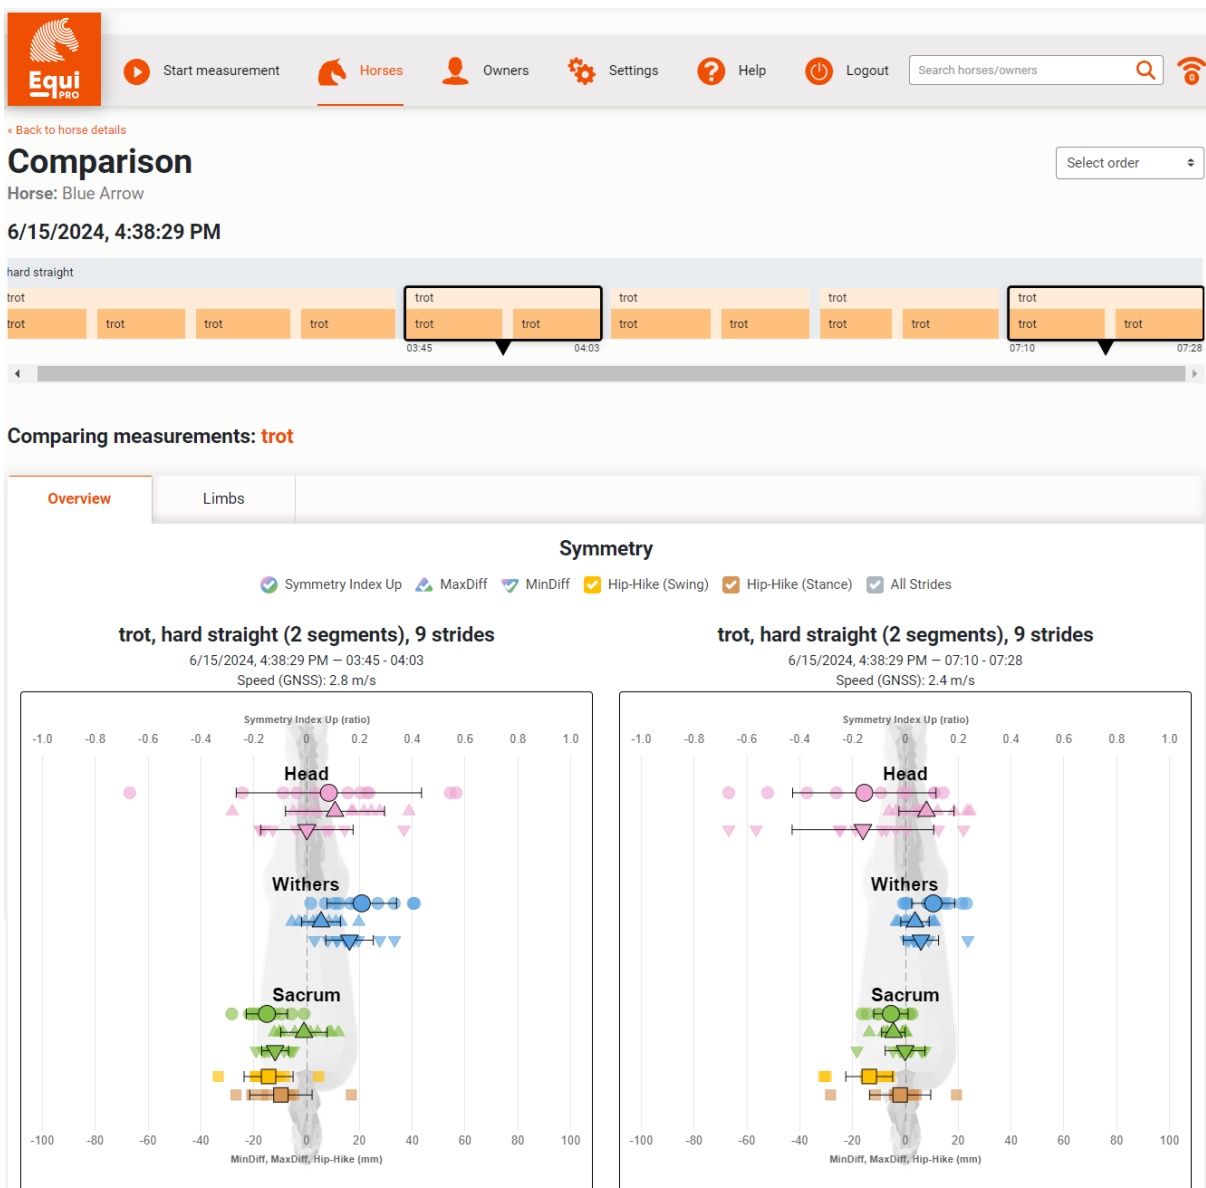 Equi
PRO
Start measurement
Horses
Owners
Settings
Help
Logout
Search horses/owners
0
« Back to horse details
Comparison
Select order
Horse: Blue Arrow
6/15/2024, 4:38:29 PM
hard straight
trot trot trot trot trot
trot trot trot trot trot trot trot trot trot trot trot trot
03:45 04:03 07:10 07:28
Comparing measurements: trot
Overview Limbs
Symmetry
Symmetry Index Up MaxDiff MinDiff Hip-Hike (Swing) Hip-Hike (Stance) All Strides
trot, hard straight (2 segments), 9 strides
6/15/2024, 4:38:29 PM — 03:45 - 04:03
Speed (GNSS): 2.8 m/s
Symmetry Index Up (ratio)
-1.0 -0.8 -0.6 -0.4 -0.2 0 0.2 0.4 0.6 0.8 1.0
Head
Withers
Sacrum
-100 -80 -60 -40 -20 0 20 40 60 80 100
MinDiff, MaxDiff, Hip-Hike (mm)
trot, hard straight (2 segments), 9 strides
6/15/2024, 4:38:29 PM — 07:10 - 07:28
Speed (GNSS): 2.4 m/s
Symmetry Index Up (ratio)
-1.0 -0.8 -0.6 -0.4 -0.2 0 0.2 0.4 0.6 0.8 1.0
Head
Withers
Sacrum
-100 -80 -60 -40 -20 0 20 40 60 80 100
MinDiff, MaxDiff, Hip-Hike (mm)